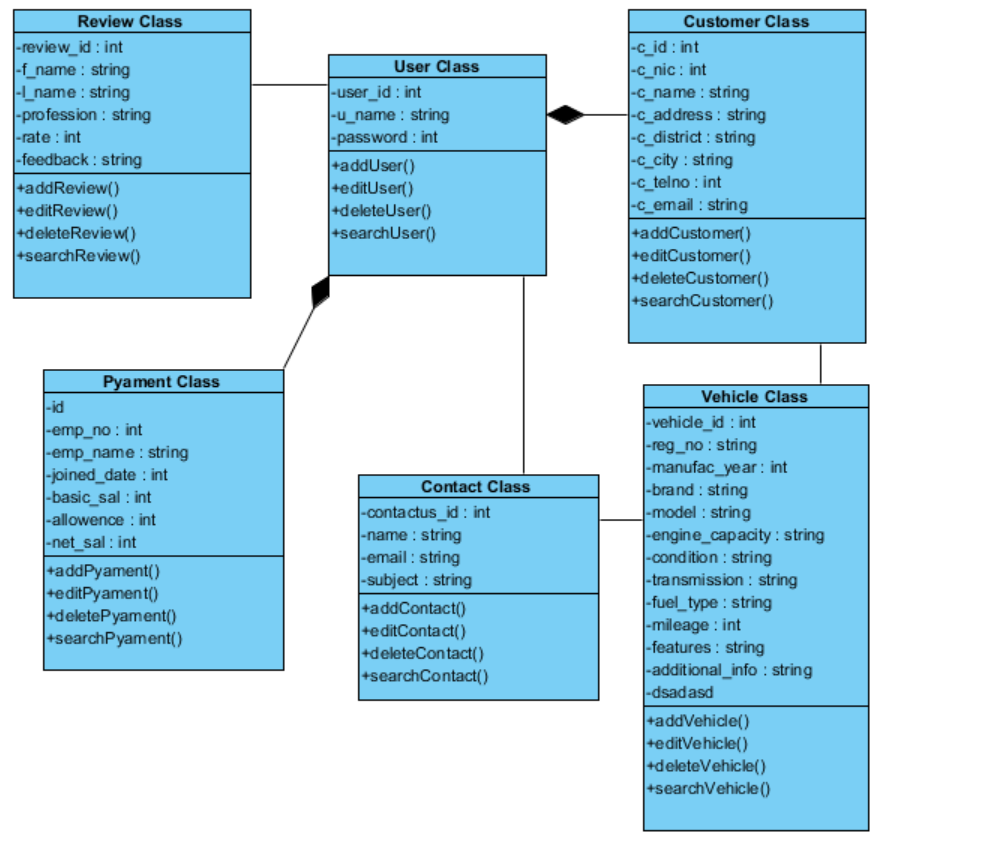 Review Class
-review_id : int
-f_name : string
-l_name : string
-profession : string
-rate : int
-feedback : string
+addReview()
+editReview()
+deleteReview()
+searchReview()
User Class
-user_id : int
-u_name : string
-password : int
+addUser()
+editUser()
+deleteUser()
+searchUser()
Customer Class
-c_id : int
-c_nic : int
-c_name : string
-c_address : string
-c_district : string
-c_city : string
-c_telno : int
-c_email : string
+addCustomer()
+editCustomer()
+deleteCustomer()
+searchCustomer()
Pyament Class
-id
-emp_no : int
-emp_name : string
-joined_date : int
-basic_sal : int
-allowence : int
-net_sal : int
+addPyament()
+editPyament()
+deletePyament()
+searchPyament()
Contact Class
-contactus_id : int
-name : string
-email : string
-subject : string
+addContact()
+editContact()
+deleteContact()
+searchContact()
Vehicle Class
-vehicle_id : int
-reg_no : string
-manufac_year : int
-brand : string
-model : string
-engine_capacity : string
-condition : string
-transmission : string
-fuel_type : string
-mileage : int
-features : string
-additional_info : string
-dsadasd
+addVehicle()
+editVehicle()
+deleteVehicle()
+searchVehicle()